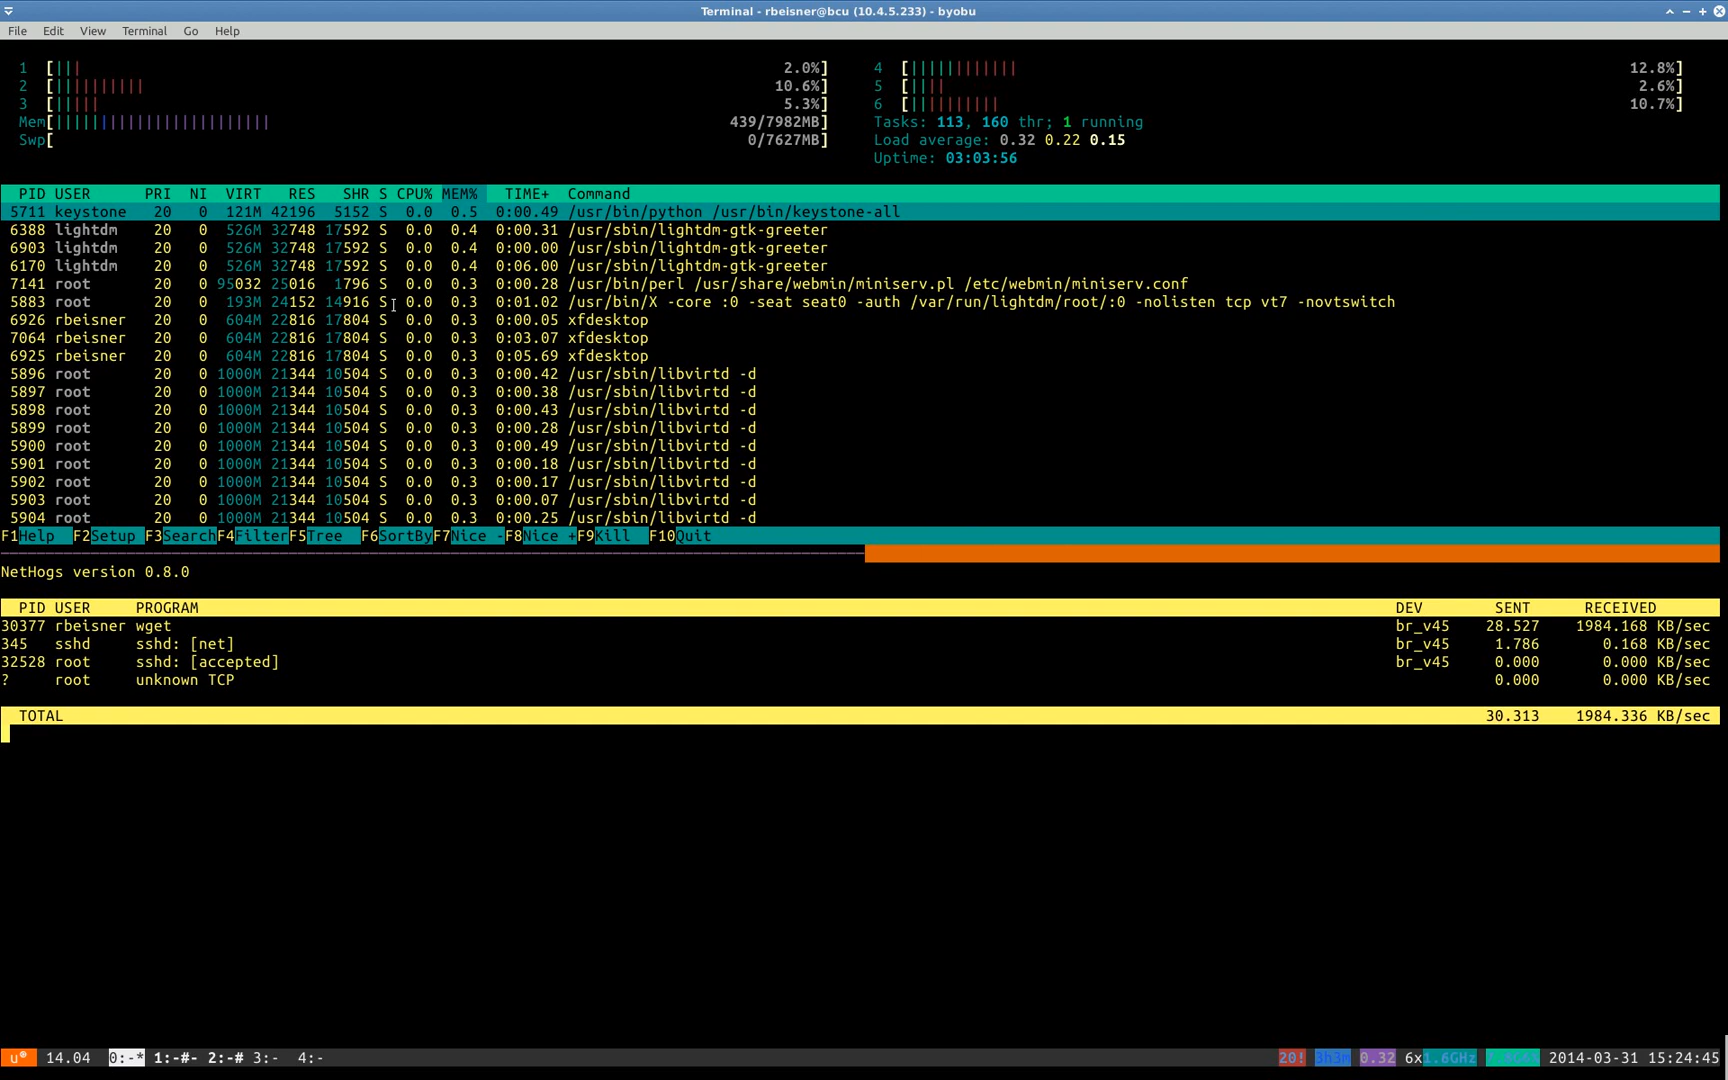 Terminal - rbeisner@bcu (10.4.5.233) - byobu
File Edit View Terminal Go Help
1 [||| 2.0%] 4 [|||||||||||| 12.8%]
2 [|||||||||| 10.6%] 5 [|||| 2.6%]
3 [||||| 5.3%] 6 [|||||||||| 10.7%]
Mem[|||||||||||||||||||||||| 439/7982MB] Tasks: 113, 160 thr; 1 running
Swp[ 0/7627MB] Load average: 0.32 0.22 0.15
Uptime: 03:03:56
PID USER PRI NI VIRT RES SHR S CPU% MEM% TIME+ Command
5711 keystone 20 0 121M 42196 5152 S 0.0 0.5 0:00.49 /usr/bin/python /usr/bin/keystone-all
6388 lightdm 20 0 526M 32748 17592 S 0.0 0.4 0:00.31 /usr/sbin/lightdm-gtk-greeter
6903 lightdm 20 0 526M 32748 17592 S 0.0 0.4 0:00.00 /usr/sbin/lightdm-gtk-greeter
6170 lightdm 20 0 526M 32748 17592 S 0.0 0.4 0:06.00 /usr/sbin/lightdm-gtk-greeter
7141 root 20 0 95032 25016 1796 S 0.0 0.3 0:00.28 /usr/bin/perl /usr/share/webmin/miniserv.pl /etc/webmin/miniserv.conf
5883 root 20 0 193M 24152 14916 S 0.0 0.3 0:01.02 /usr/bin/X -core :0 -seat seat0 -auth /var/run/lightdm/root/:0 -nolisten tcp vt7 -novtswitch
6926 rbeisner 20 0 604M 22816 17804 S 0.0 0.3 0:00.05 xfdesktop
7064 rbeisner 20 0 604M 22816 17804 S 0.0 0.3 0:03.07 xfdesktop
6925 rbeisner 20 0 604M 22816 17804 S 0.0 0.3 0:05.69 xfdesktop
5896 root 20 0 1000M 21344 10504 S 0.0 0.3 0:00.42 /usr/sbin/libvirtd -d
5897 root 20 0 1000M 21344 10504 S 0.0 0.3 0:00.38 /usr/sbin/libvirtd -d
5898 root 20 0 1000M 21344 10504 S 0.0 0.3 0:00.43 /usr/sbin/libvirtd -d
5899 root 20 0 1000M 21344 10504 S 0.0 0.3 0:00.28 /usr/sbin/libvirtd -d
5900 root 20 0 1000M 21344 10504 S 0.0 0.3 0:00.49 /usr/sbin/libvirtd -d
5901 root 20 0 1000M 21344 10504 S 0.0 0.3 0:00.18 /usr/sbin/libvirtd -d
5902 root 20 0 1000M 21344 10504 S 0.0 0.3 0:00.17 /usr/sbin/libvirtd -d
5903 root 20 0 1000M 21344 10504 S 0.0 0.3 0:00.07 /usr/sbin/libvirtd -d
5904 root 20 0 1000M 21344 10504 S 0.0 0.3 0:00.25 /usr/sbin/libvirtd -d
F1Help F2Setup F3SearchF4FilterF5Tree F6SortByF7Nice -F8Nice +F9Kill F10Quit
NetHogs version 0.8.0
PID USER PROGRAM DEV SENT RECEIVED
30377 rbeisner wget br_v45 28.527 1984.168 KB/sec
345 sshd sshd: [net] br_v45 1.786 0.168 KB/sec
32528 root sshd: [accepted] br_v45 0.000 0.000 KB/sec
? root unknown TCP 0.000 0.000 KB/sec
TOTAL 30.313 1984.336 KB/sec
u 14.04 0:-* 1:-#- 2:-# 3:- 4:- 20! 3h3m 0.32 6x1.6GHz 2014-03-31 15:24:45